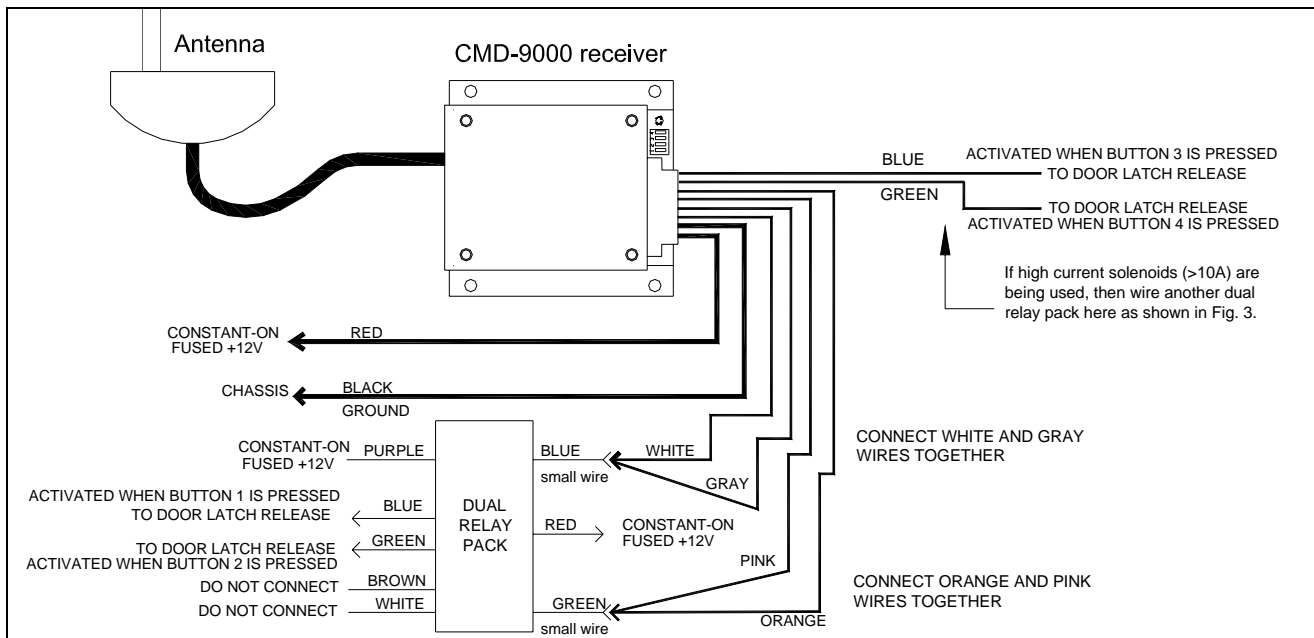 Antenna
CMD-9000 receiver
BLUE
ACTIVATED WHEN BUTTON 3 IS PRESSED
TO DOOR LATCH RELEASE
GREEN
TO DOOR LATCH RELEASE
ACTIVATED WHEN BUTTON 4 IS PRESSED
If high current solenoids (>10A) are
being used, then wire another dual
relay pack here as shown in Fig. 3.
CONSTANT-ON
FUSED +12V
RED
CHASSIS
BLACK
GROUND
CONSTANT-ON
FUSED +12V
PURPLE
BLUE
small wire
WHITE
GRAY
CONNECT WHITE AND GRAY
WIRES TOGETHER
ACTIVATED WHEN BUTTON 1 IS PRESSED
TO DOOR LATCH RELEASE
BLUE
DUAL
RELAY
PACK
RED
CONSTANT-ON
FUSED +12V
TO DOOR LATCH RELEASE
ACTIVATED WHEN BUTTON 2 IS PRESSED
GREEN
DO NOT CONNECT
BROWN
DO NOT CONNECT
WHITE
GREEN
small wire
PINK
ORANGE
CONNECT ORANGE AND PINK
WIRES TOGETHER